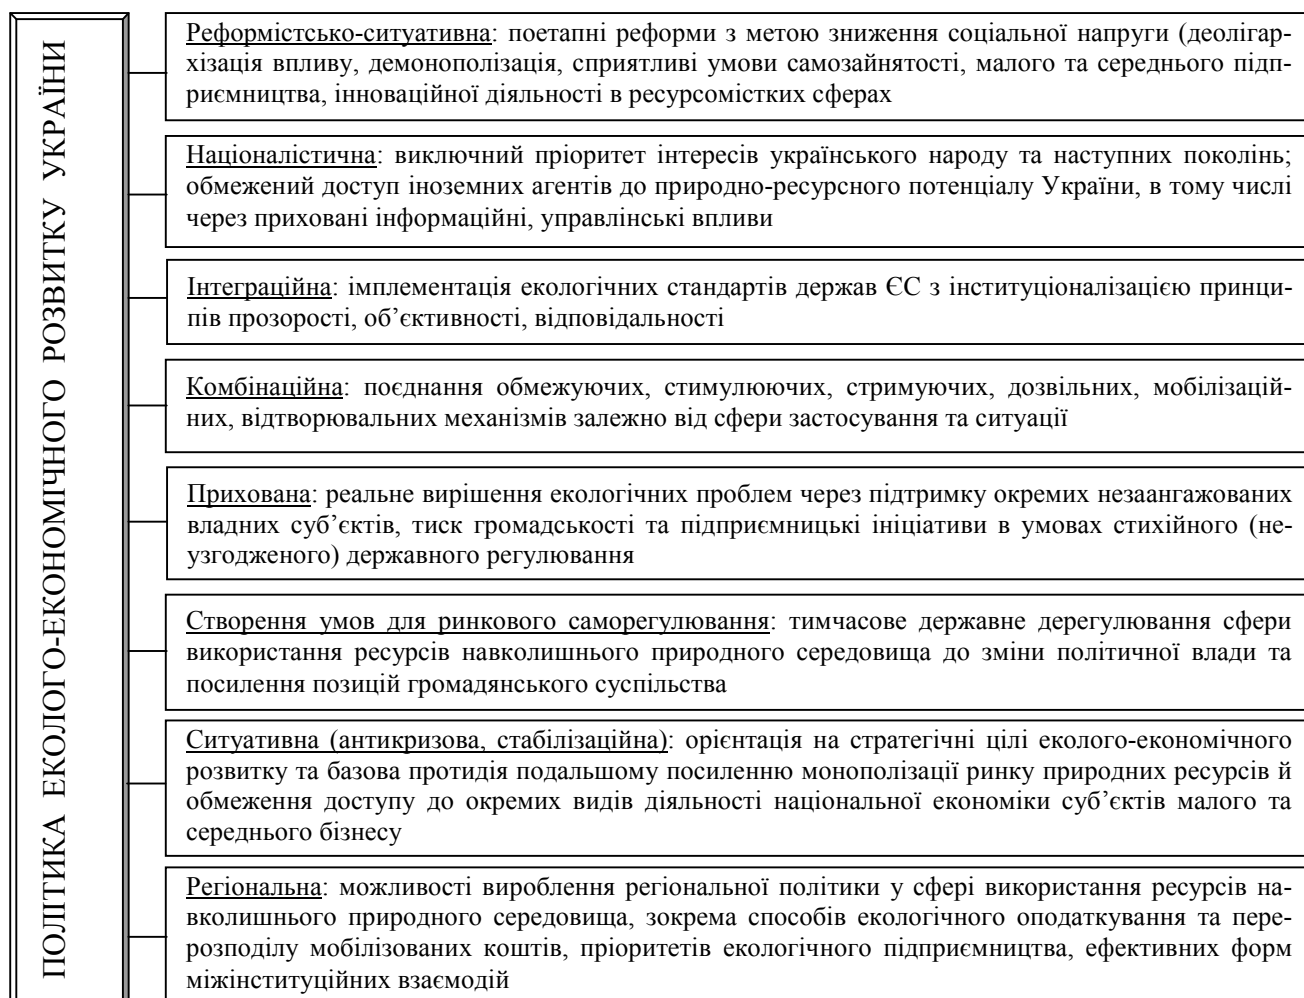 ПОЛІТИКА ЕКОЛОГО-ЕКОНОМІЧНОГО РОЗВИТКУ УКРАЇНИ
Реформістсько-ситуативна: поетапні реформи з метою зниження соціальної напруги (деолігар-
хізація впливу, демонополізація, сприятливі умови самозайнятості, малого та середнього підп-
риємництва, інноваційної діяльності в ресурсомістких сферах
Націоналістична: виключний пріоритет інтересів українського народу та наступних поколінь;
обмежений доступ іноземних агентів до природно-ресурсного потенціалу України, в тому числі
через приховані інформаційні, управлінські впливи
Інтеграційна: імплементація екологічних стандартів держав ЄС з інституціоналізацією принци-
пів прозорості, об’єктивності, відповідальності
Комбінаційна: поєднання обмежуючих, стимулюючих, стримуючих, дозвільних, мобілізацій-
них, відтворювальних механізмів залежно від сфери застосування та ситуації
Прихована: реальне вирішення екологічних проблем через підтримку окремих незаангажованих
владних суб’єктів, тиск громадськості та підприємницькі ініціативи в умовах стихійного (не-
узгодженого) державного регулювання
Створення умов для ринкового саморегулювання: тимчасове державне дерегулювання сфери
використання ресурсів навколишнього природного середовища до зміни політичної влади та
посилення позицій громадянського суспільства
Ситуативна (антикризова, стабілізаційна): орієнтація на стратегічні цілі еколого-економічного
розвитку та базова протидія подальшому посиленню монополізації ринку природних ресурсів й
обмеження доступу до окремих видів діяльності національної економіки суб’єктів малого та
середнього бізнесу
Регіональна: можливості вироблення регіональної політики у сфері використання ресурсів на-
вколишнього природного середовища, зокрема способів екологічного оподаткування та пере-
розподілу мобілізованих коштів, пріоритетів екологічного підприємництва, ефективних форм
міжінституційних взаємодій